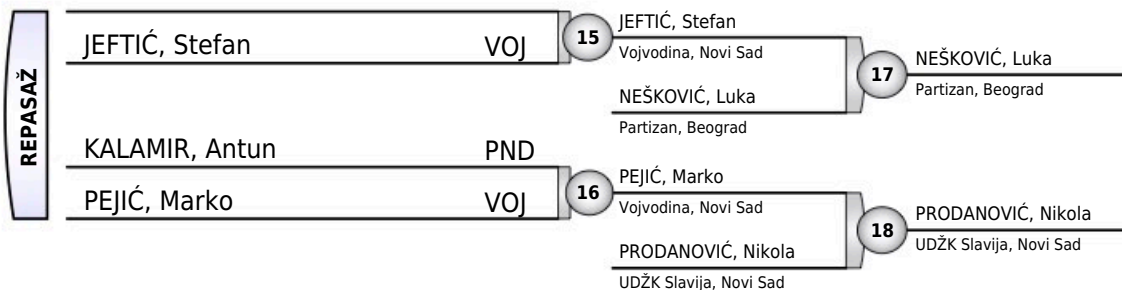 REPASAŽ
JEFTIĆ, Stefan VOJ
KALAMIR, Antun PND
PEJIĆ, Marko VOJ
15
JEFTIĆ, Stefan
Vojvodina, Novi Sad
NEŠKOVIĆ, Luka
Partizan, Beograd
16
PEJIĆ, Marko
Vojvodina, Novi Sad
PRODANOVIĆ, Nikola
UDŽK Slavija, Novi Sad
17
NEŠKOVIĆ, Luka
Partizan, Beograd
18
PRODANOVIĆ, Nikola
UDŽK Slavija, Novi Sad